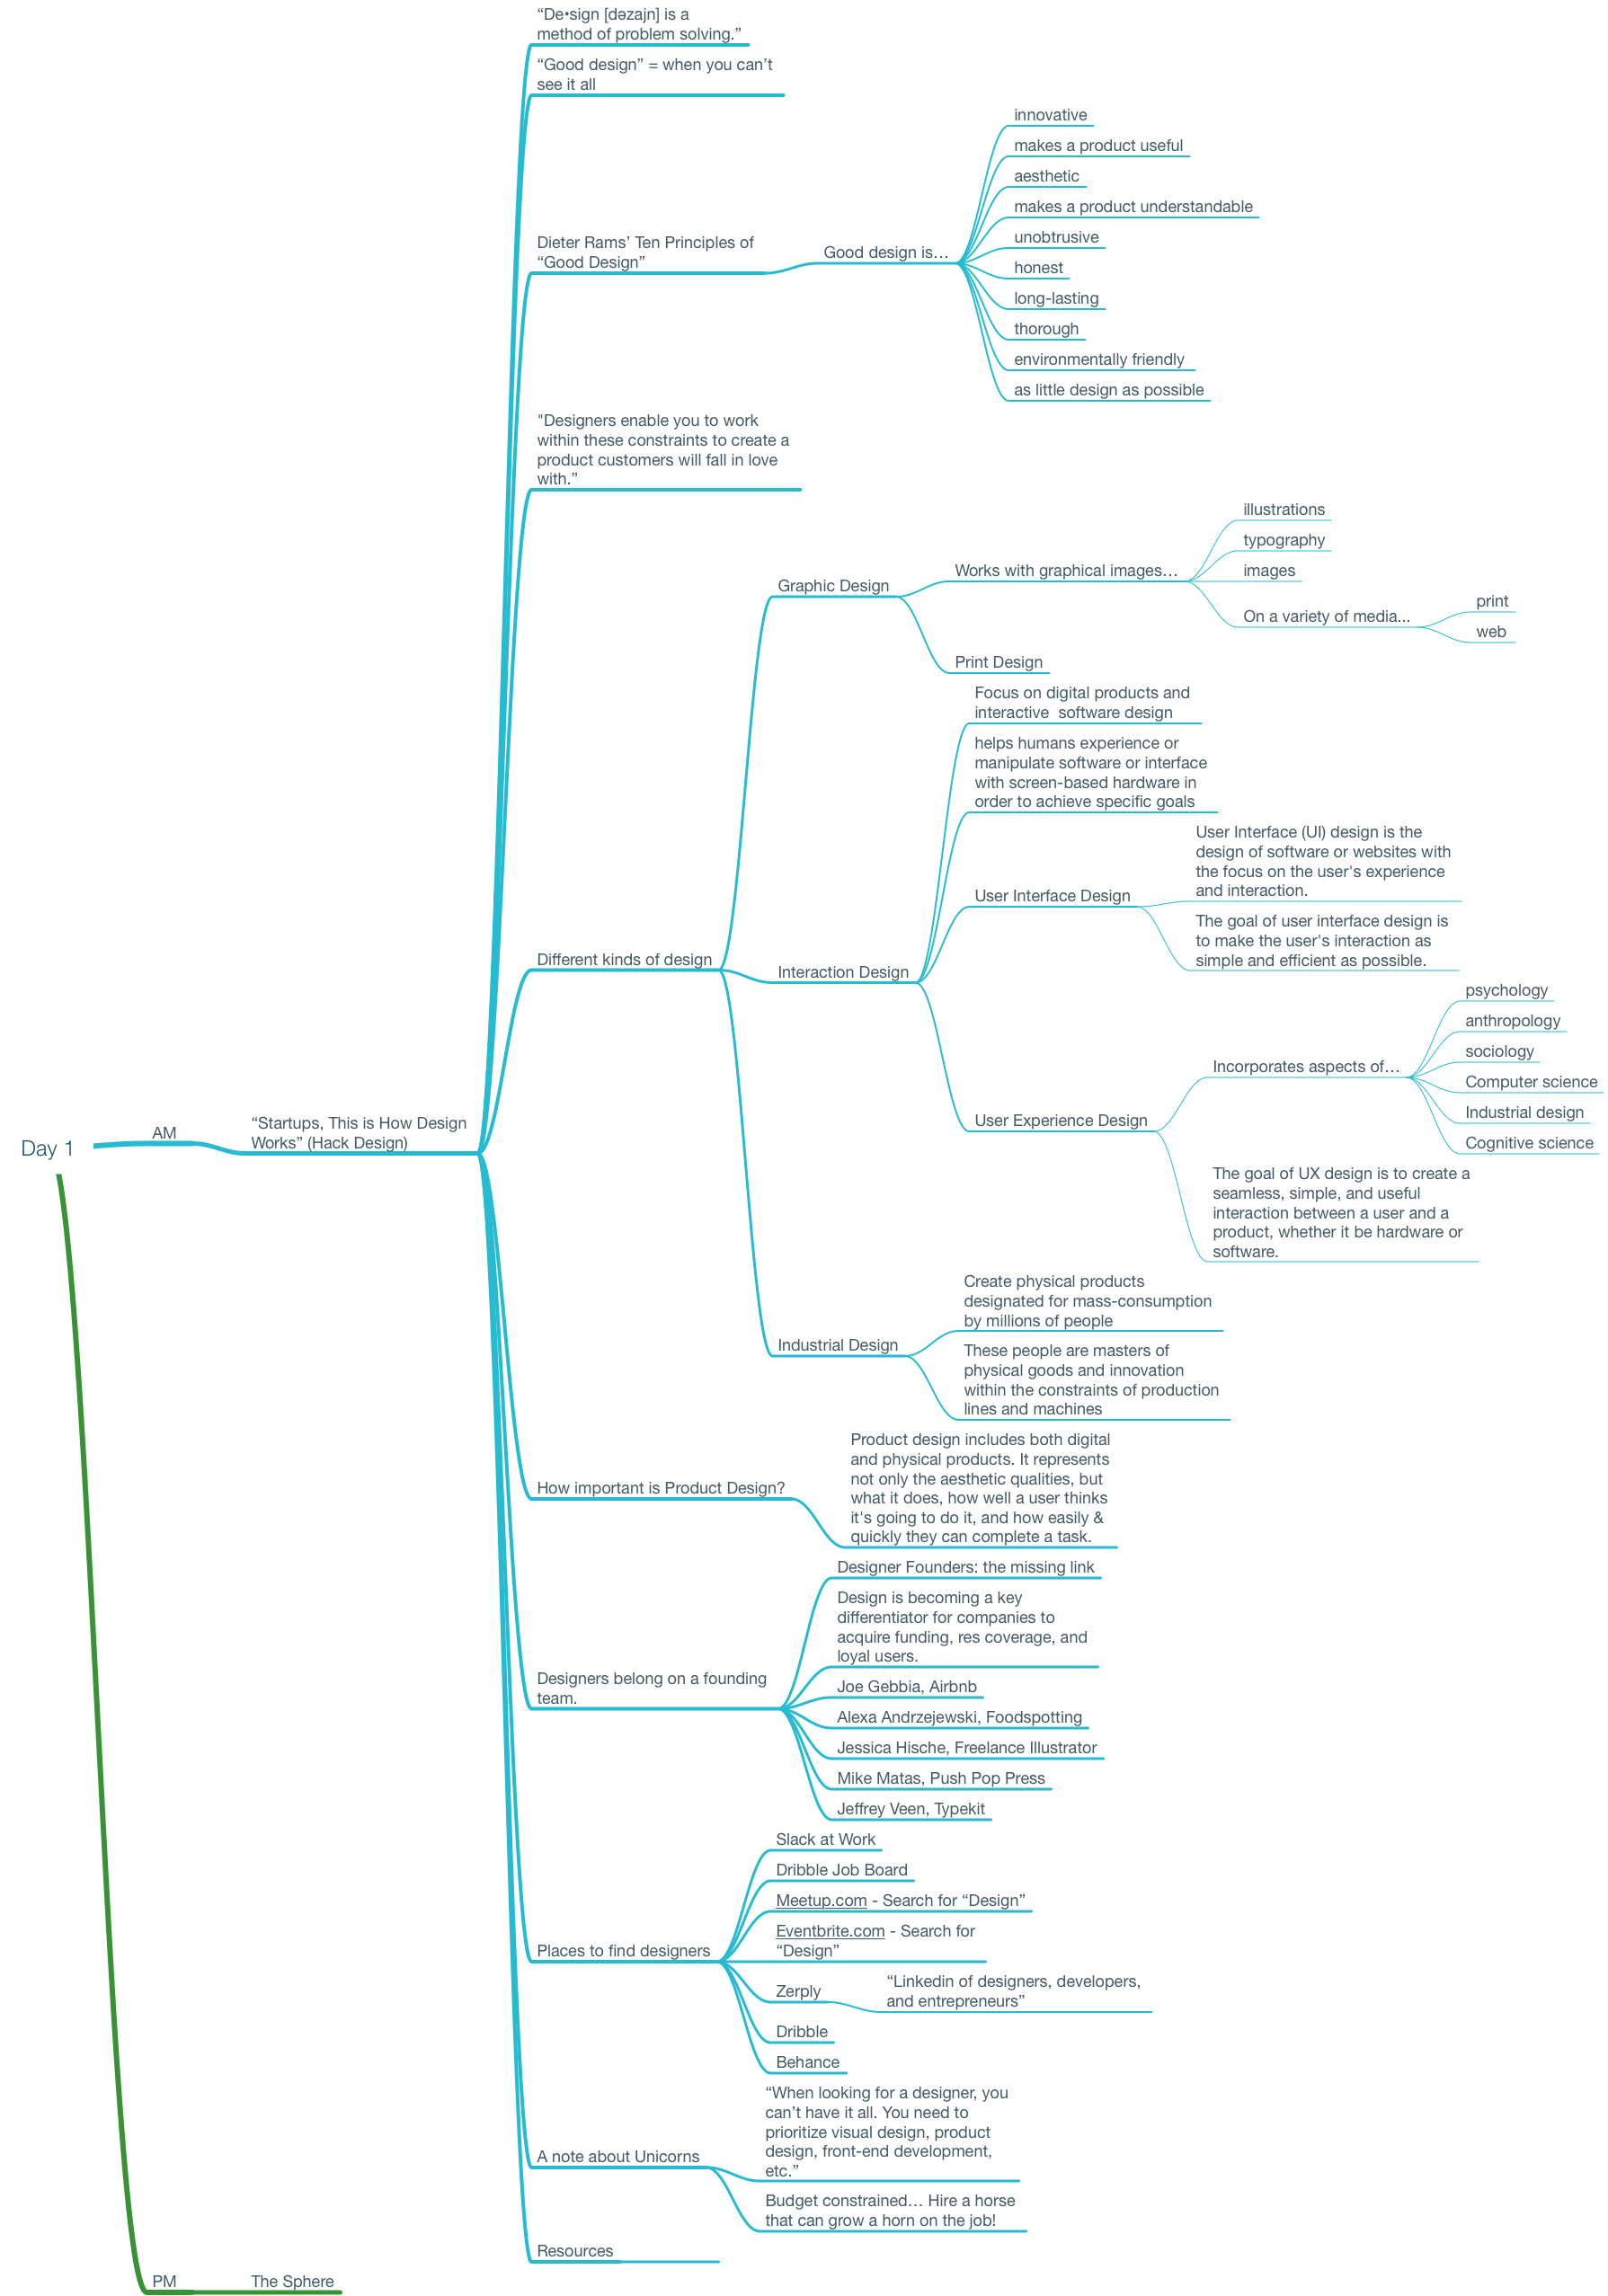 “De•sign [dəzajn] is a
method of problem solving.”
“Good design” = when you can’t
see it all
innovative
makes a product useful
aesthetic
makes a product understandable
unobtrusive
honest
long-lasting
thorough
environmentally friendly
as little design as possible
Good design is…
Dieter Rams’ Ten Principles of
“Good Design”
"Designers enable you to work
within these constraints to create a
product customers will fall in love
with.”
illustrations
typography
images
On a variety of media...
print
web
Works with graphical images…
Graphic Design
Print Design
Focus on digital products and
interactive  software design
helps humans experience or
manipulate software or interface
with screen-based hardware in
order to achieve specific goals
User Interface (UI) design is the
design of software or websites with
the focus on the user's experience
and interaction.
User Interface Design
The goal of user interface design is
to make the user's interaction as
simple and efficient as possible.
Different kinds of design
Interaction Design
psychology
anthropology
sociology
Computer science
Industrial design
Cognitive science
Incorporates aspects of…
User Experience Design
The goal of UX design is to create a
seamless, simple, and useful
interaction between a user and a
product, whether it be hardware or
software.
Day 1
AM
“Startups, This is How Design
Works” (Hack Design)
Create physical products
designated for mass-consumption
by millions of people
Industrial Design
These people are masters of
physical goods and innovation
within the constraints of production
lines and machines
How important is Product Design?
Product design includes both digital
and physical products. It represents
not only the aesthetic qualities, but
what it does, how well a user thinks
it's going to do it, and how easily &
quickly they can complete a task.
Designer Founders: the missing link
Design is becoming a key
differentiator for companies to
acquire funding, res coverage, and
loyal users.
Designers belong on a founding
team.
Joe Gebbia, Airbnb
Alexa Andrzejewski, Foodspotting
Jessica Hische, Freelance Illustrator
Mike Matas, Push Pop Press
Jeffrey Veen, Typekit
Slack at Work
Dribble Job Board
Meetup.com - Search for “Design”
Eventbrite.com - Search for
“Design”
Places to find designers
Zerply
“Linkedin of designers, developers,
and entrepreneurs”
Dribble
Behance
“When looking for a designer, you
can’t have it all. You need to
prioritize visual design, product
design, front-end development,
etc.”
A note about Unicorns
Budget constrained… Hire a horse
that can grow a horn on the job!
Resources
PM
The Sphere